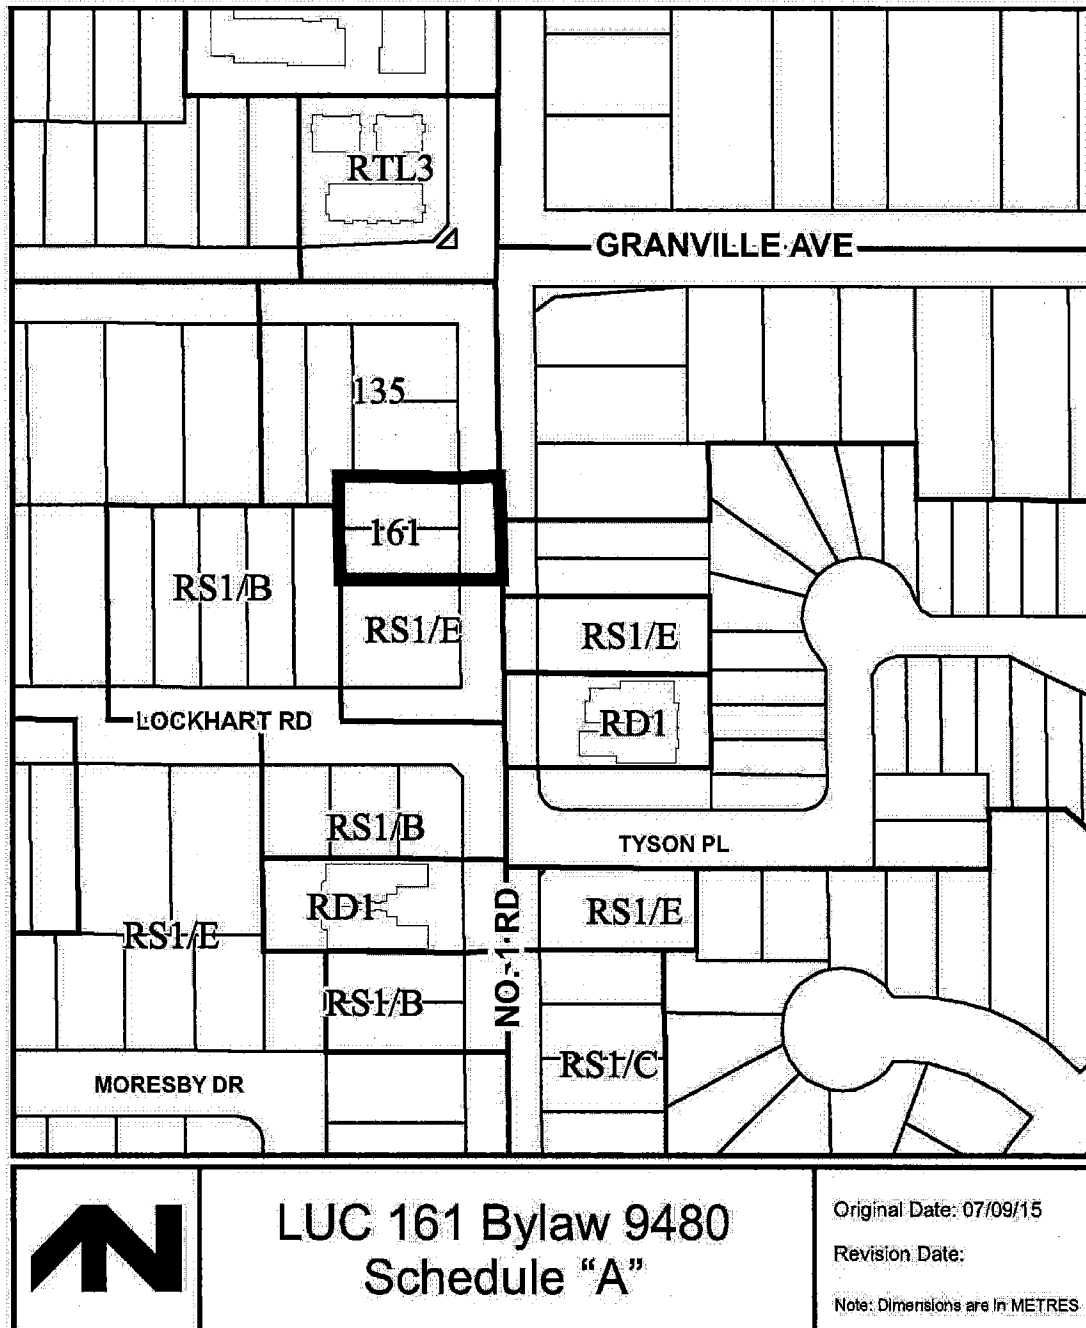 RTL3
GRANVILLE AVE
135
161
RS1/B
RS1/E
RS1/E
LOCKHART RD
RD1
RS1/B
TYSON PL
RD1
RS1/E
RS1/E
NO. 1 RD
RS1/B
RS1/C
MORESBY DR
N
LUC 161 Bylaw 9480
Schedule “A”
Original Date: 07/09/15
Revision Date:
Note: Dimensions are in METRES